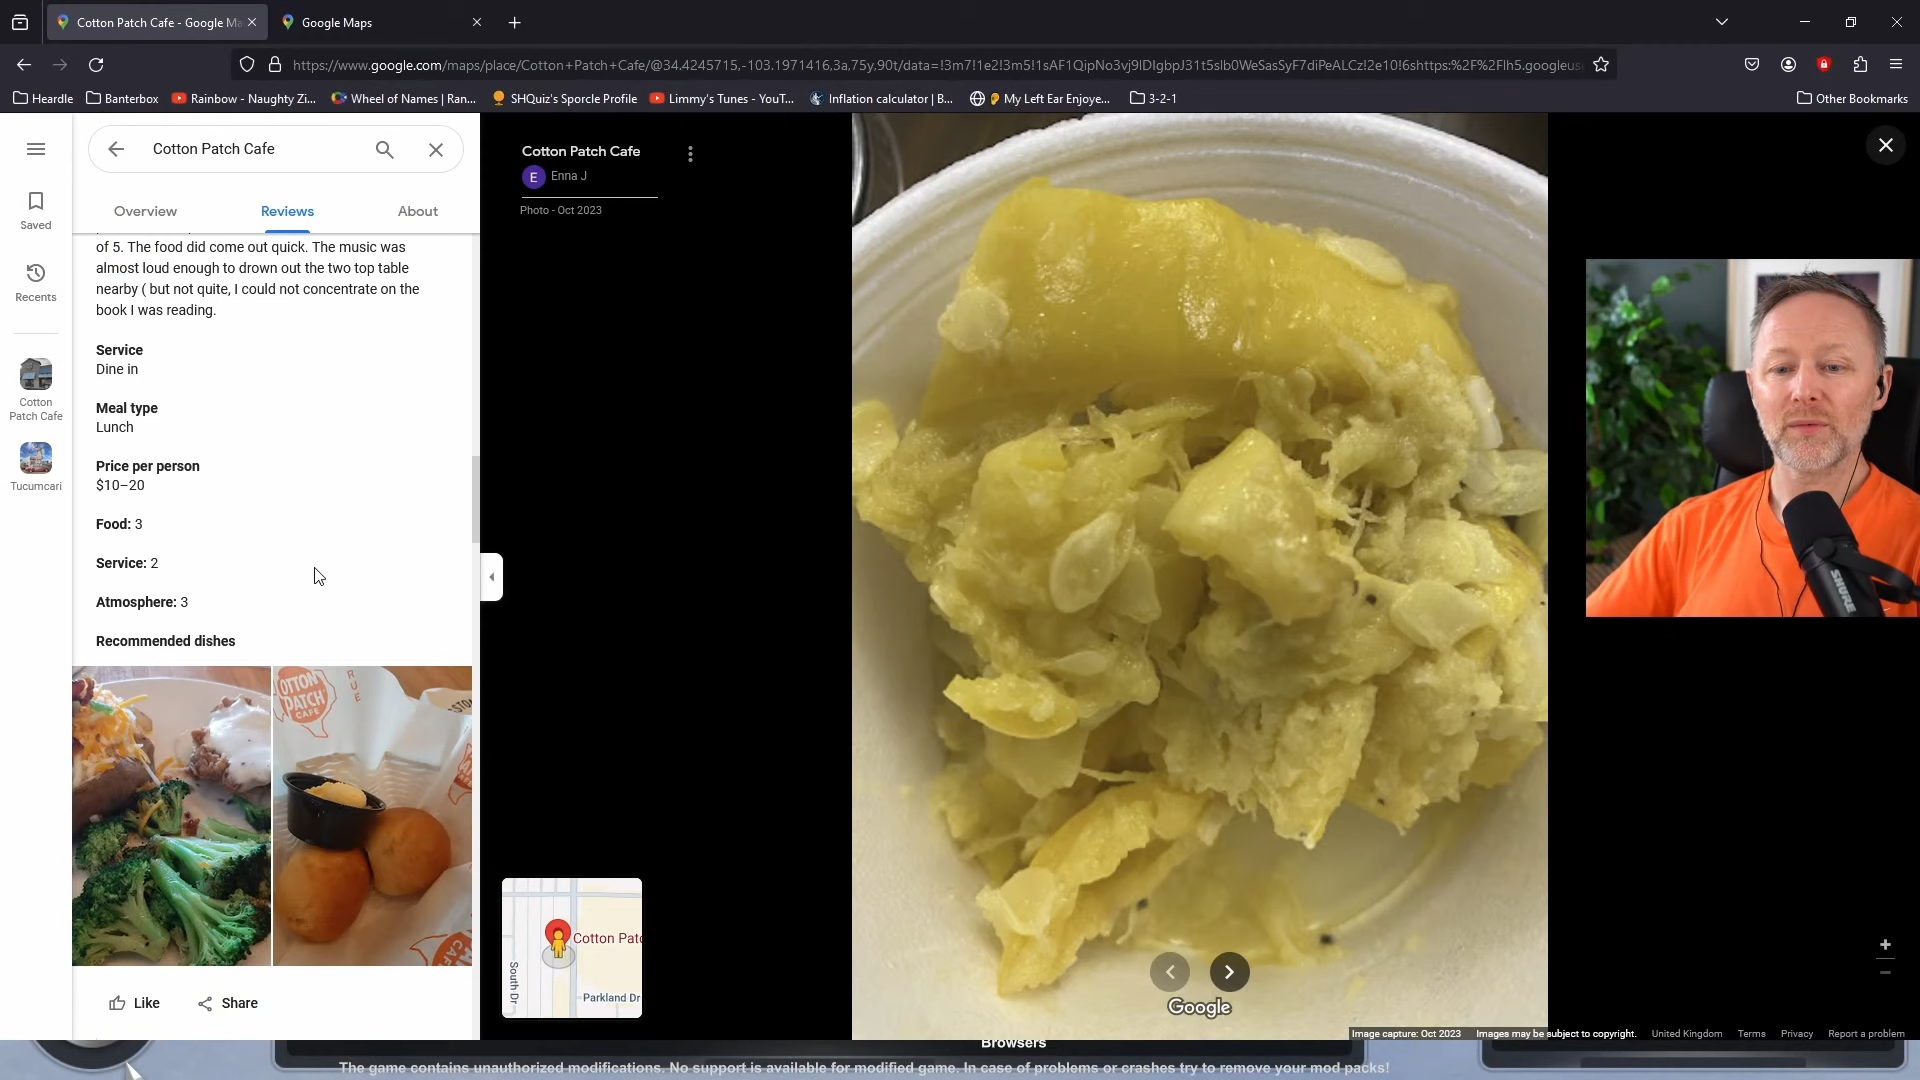 Cotton Patch Cafe - Google Ma
Google Maps
https://www.google.com/maps/place/Cotton+Patch+Cafe/@34.4245715,-103.1971416,3a,75y,90t/data=!3m7!1e2!3m5!1sAF1QipNo3vj9IDIgbpJ31t5slb0WeSasSyF7diPeALCz!2e10!6shttps:%2F%2Flh5.googleus
Heardle
Banterbox
Rainbow - Naughty Zi...
Wheel of Names | Ran...
SHQuiz's Sporcle Profile
Limmy's Tunes - YouT...
Inflation calculator | B...
My Left Ear Enjoye...
3-2-1
Other Bookmarks
Cotton Patch Cafe
Overview
Reviews
About
Saved
Recents
Cotton
Patch Cafe
Tucumcari
of 5. The food did come out quick. The music was
almost loud enough to drown out the two top table
nearby ( but not quite, I could not concentrate on the
book I was reading.
Service
Dine in
Meal type
Lunch
Price per person
$10–20
Food: 3
Service: 2
Atmosphere: 3
Recommended dishes
COTTON
PATCH
CAFE
Like
Share
Cotton Patch Cafe
E
Enna J
Photo - Oct 2023
Cotton Patc
South Dr
Parkland Dr
Google
Image capture: Oct 2023
Images may be subject to copyright.
United Kingdom
Terms
Privacy
Report a problem
SHURE
Browsers
The game contains unauthorized modifications. No support is available for modified game. In case of problems or crashes try to remove your mod packs!